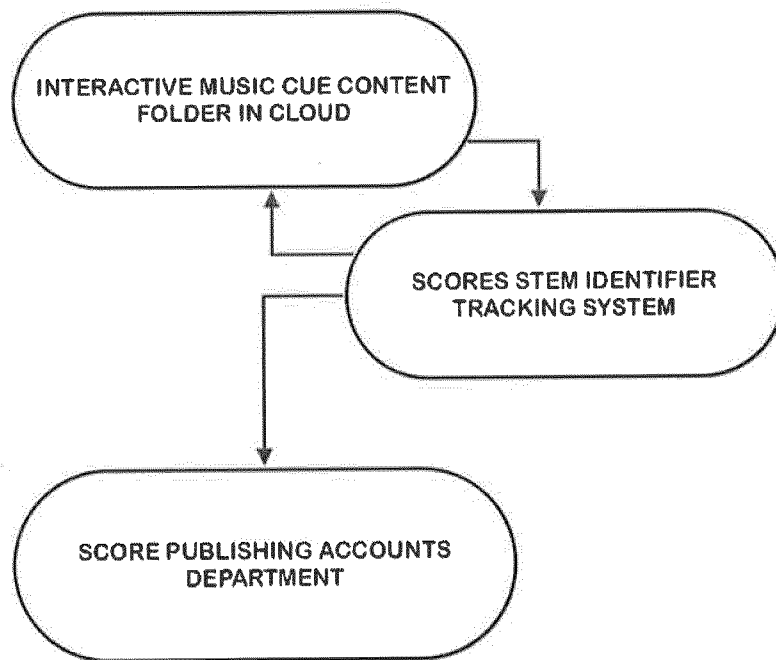 INTERACTIVE MUSIC CUE CONTENT
FOLDER IN CLOUD
SCORES STEM IDENTIFIER
TRACKING SYSTEM
SCORE PUBLISHING ACCOUNTS
DEPARTMENT